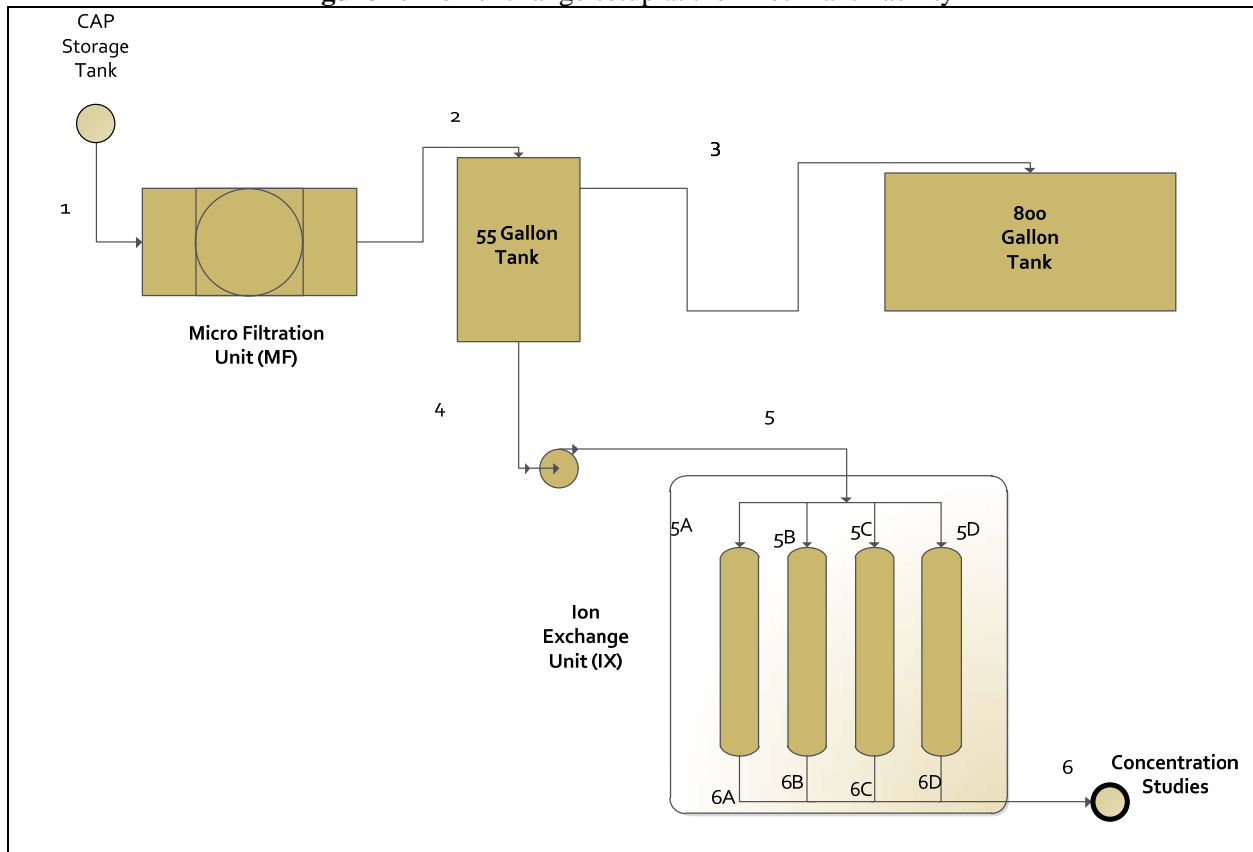 CAP
Storage
Tank
1
2
3
55 Gallon
Tank
800
Gallon
Tank
Micro Filtration
Unit (MF)
4
5
5A
5B
5C
5D
Ion
Exchange
Unit (IX)
6A
6B
6C
6D
6
Concentration
Studies